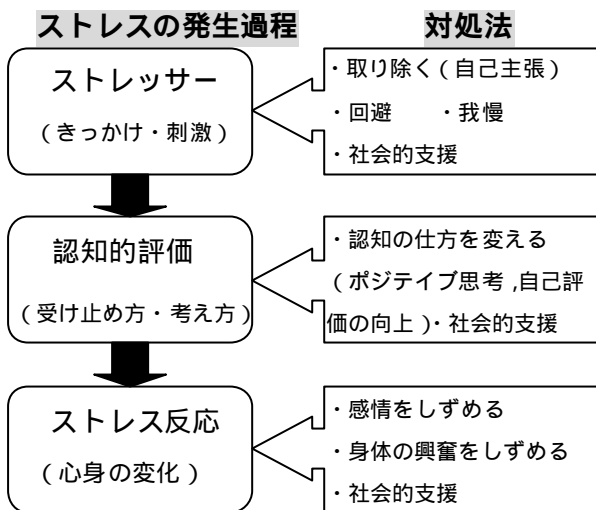 ストレスの発生過程
対処法
ストレッサー
(きっかけ・刺激)
・取り除く(自己主張)
・回避　　・我慢
・社会的支援
認知的評価
(受け止め方・考え方)
・認知の仕方を変える
(ポジテイブ思考,自己評
価の向上)・社会的支援
ストレス反応
(心身の変化)
・感情をしずめる
・身体の興奮をしずめる
・社会的支援